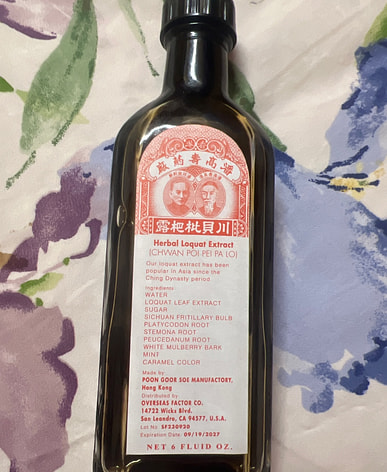 廠葯壽高潘
露杷枇貝川
Herbal Loquat Extract
(CHWAN POI PEI PA LO)
Our loquat extract has been
popular in Asia since the
Ching Dynasty period
Ingredients
WATER
LOQUAT LEAF EXTRACT
SUGAR
SICHUAN FRITILLARY BULB
PLATYCODON ROOT
STEMONA ROOT
PEUCEDANUM ROOT
WHITE MULBERRY BARK
MINT
CARAMEL COLOR
Made by
POON GOOR SOE MANUFACTORY,
Hong Kong
Distributed by
OVERSEAS FACTOR CO.
14722 Wicks Blvd.
San Leandro, CA 94577, U.S.A.
Lot No SF220920
Expiration Date: 09/19/2027
NET 6 FLUID OZ.